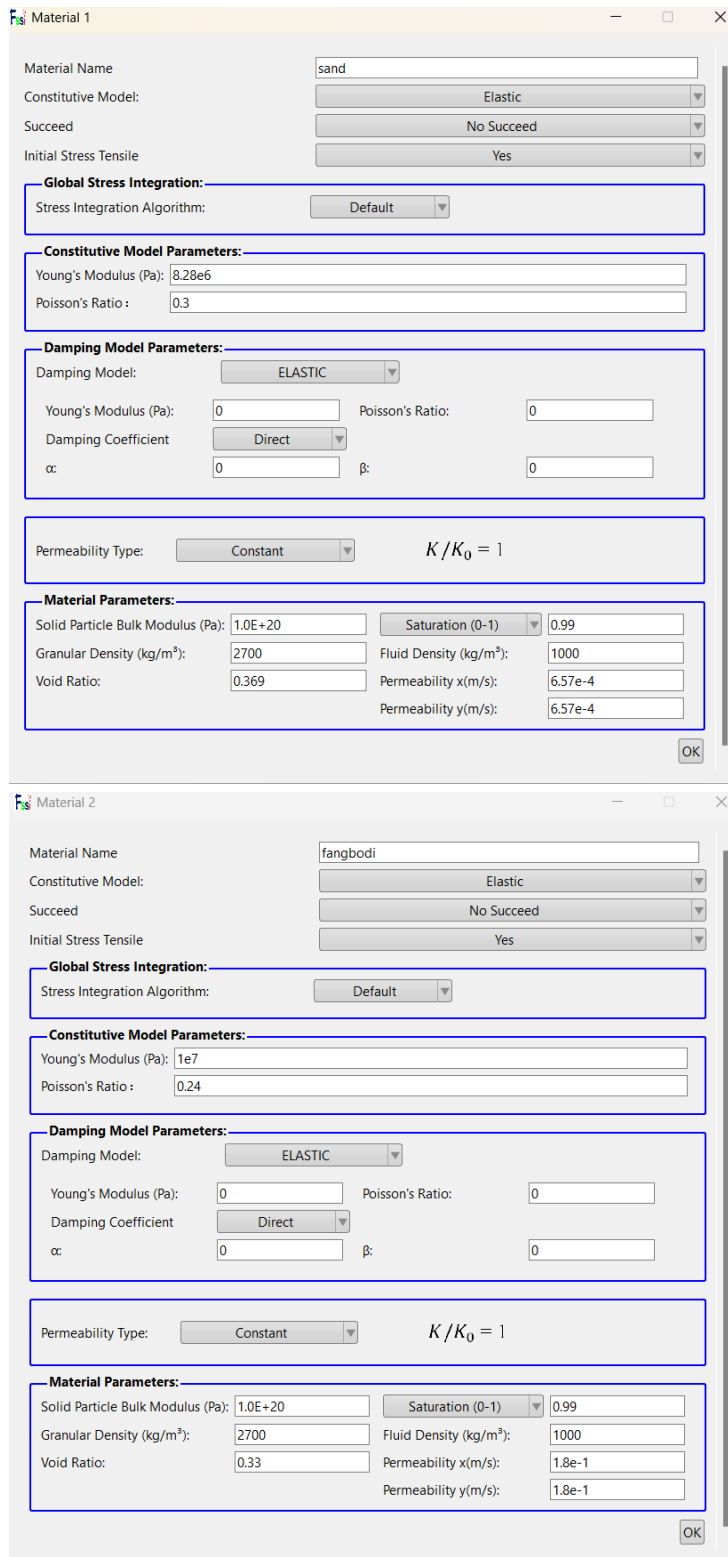 Fssi Material 1
Material Name sand
Constitutive Model: Elastic
Succeed No Succeed
Initial Stress Tensile Yes
Global Stress Integration:
Stress Integration Algorithm: Default
Constitutive Model Parameters:
Young's Modulus (Pa): 8.28e6
Poisson's Ratio： 0.3
Damping Model Parameters:
Damping Model: ELASTIC
Young's Modulus (Pa): 0 Poisson's Ratio: 0
Damping Coefficient Direct
α: 0 β: 0
Permeability Type: Constant K/K₀ = 1
Material Parameters:
Solid Particle Bulk Modulus (Pa): 1.0E+20 Saturation (0-1) 0.99
Granular Density (kg/m³): 2700 Fluid Density (kg/m³): 1000
Void Ratio: 0.369 Permeability x(m/s): 6.57e-4
Permeability y(m/s): 6.57e-4
OK
Fssi Material 2
Material Name fangbodi
Constitutive Model: Elastic
Succeed No Succeed
Initial Stress Tensile Yes
Global Stress Integration:
Stress Integration Algorithm: Default
Constitutive Model Parameters:
Young's Modulus (Pa): 1e7
Poisson's Ratio： 0.24
Damping Model Parameters:
Damping Model: ELASTIC
Young's Modulus (Pa): 0 Poisson's Ratio: 0
Damping Coefficient Direct
α: 0 β: 0
Permeability Type: Constant K/K₀ = 1
Material Parameters:
Solid Particle Bulk Modulus (Pa): 1.0E+20 Saturation (0-1) 0.99
Granular Density (kg/m³): 2700 Fluid Density (kg/m³): 1000
Void Ratio: 0.33 Permeability x(m/s): 1.8e-1
Permeability y(m/s): 1.8e-1
OK